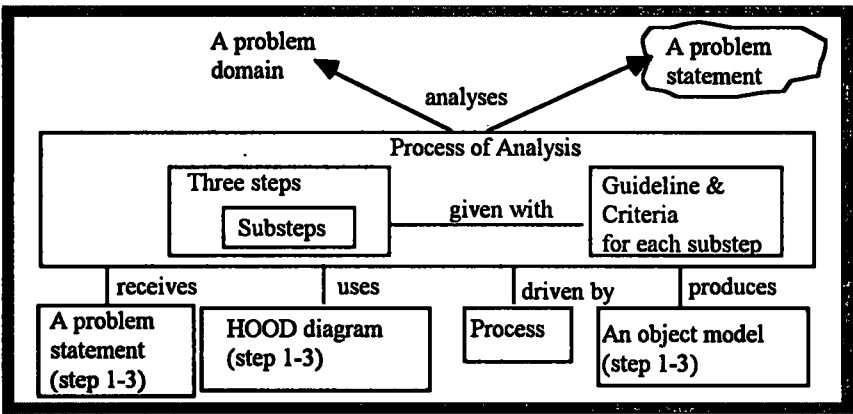 A problem
domain
A problem
statement
analyses
Process of Analysis
Three steps
Substeps
given with
Guideline &
Criteria
for each substep
receives
uses
driven by
produces
A problem
statement
(step 1-3)
HOOD diagram
(step 1-3)
Process
An object model
(step 1-3)